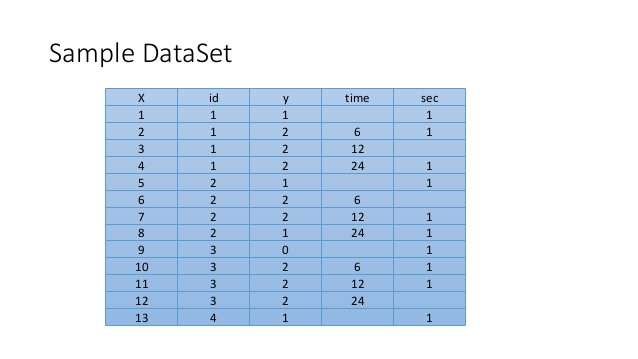 Sample DataSet
X id y time sec
1 1 1 1
2 1 2 6 1
3 1 2 12
4 1 2 24 1
5 2 1 1
6 2 2 6
7 2 2 12 1
8 2 1 24 1
9 3 0 1
10 3 2 6 1
11 3 2 12 1
12 3 2 24
13 4 1 1